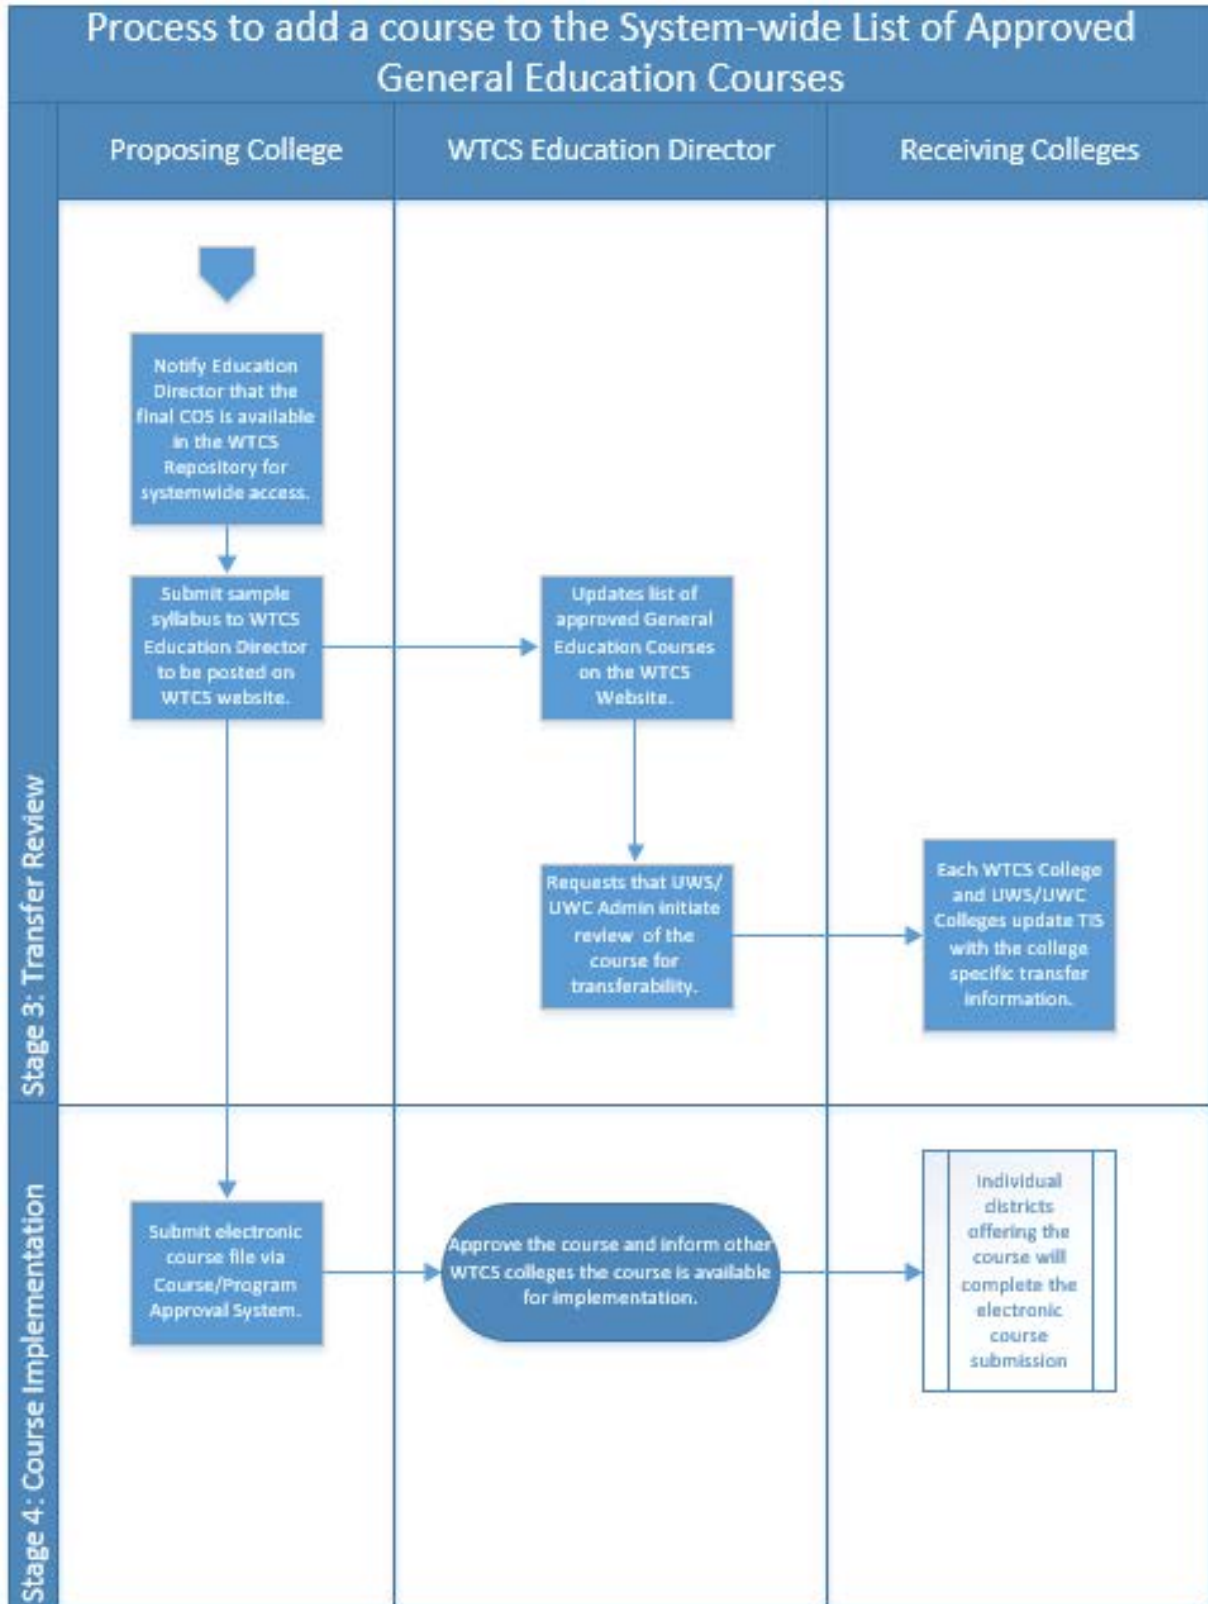 Process to add a course to the System-wide List of Approved
General Education Courses
Proposing College
WTCS Education Director
Receiving Colleges
Stage 3: Transfer Review
Notify Education
Director that the
final COS is available
in the WTCS
Repository for
systemwide access.
Submit sample
syllabus to WTCS
Education Director
to be posted on
WTCS website.
Updates list of
approved General
Education Courses
on the WTCS
Website.
Requests that UWS/
UWC Admin initiate
review of the
course for
transferability.
Each WTCS College
and UWS/UWC
Colleges update TIS
with the college
specific transfer
information.
Stage 4: Course Implementation
Submit electronic
course file via
Course/Program
Approval System.
Approve the course and inform other
WTCS colleges the course is available
for implementation.
Individual
districts
offering the
course will
complete the
electronic
course
submission